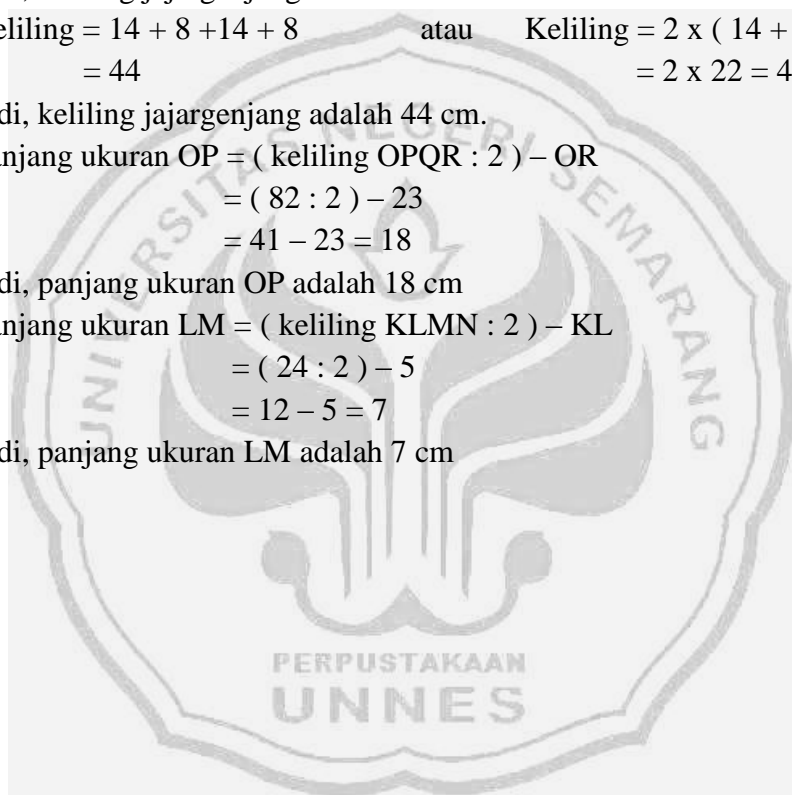 eliling = 14 + 8 +14 + 8 atau Keliling = 2 x ( 14 +
= 44 = 2 x 22 = 4
di, keliling jajargenjang adalah 44 cm.
anjang ukuran OP = ( keliling OPQR : 2 ) – OR
= ( 82 : 2 ) – 23
= 41 – 23 = 18
di, panjang ukuran OP adalah 18 cm
anjang ukuran LM = ( keliling KLMN : 2 ) – KL
= ( 24 : 2 ) – 5
= 12 – 5 = 7
di, panjang ukuran LM adalah 7 cm
UNIVERSITAS NEGERI SEMARANG
PERPUSTAKAAN
UNNES